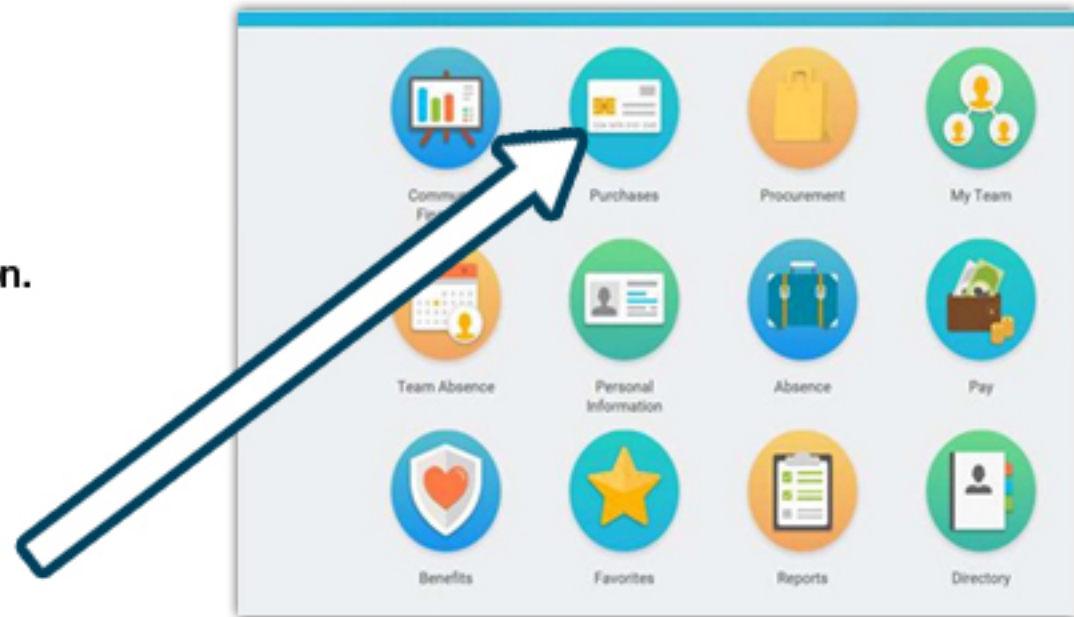 n.
Purchases
Procurement
My Team
Team Absence
Personal
Information
Absence
Pay
Benefits
Favorites
Reports
Directory